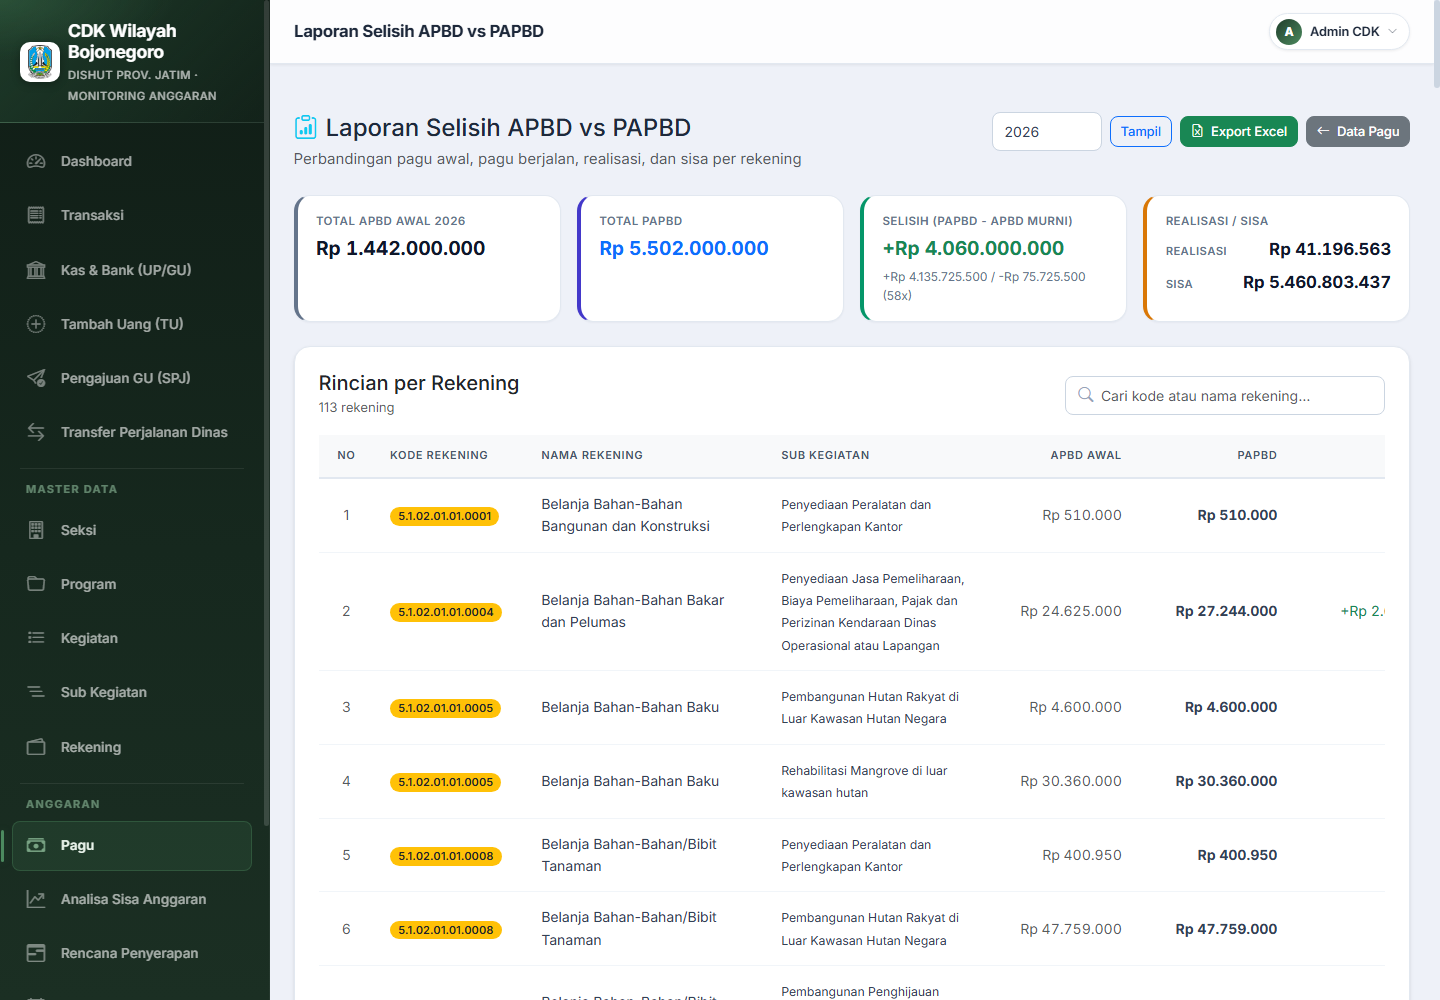 CDK Wilayah
Bojonegoro
DISHUT PROV. JATIM ·
MONITORING ANGGARAN
Dashboard
Transaksi
Kas & Bank (UP/GU)
Tambah Uang (TU)
Pengajuan GU (SPJ)
Transfer Perjalanan Dinas
MASTER DATA
Seksi
Program
Kegiatan
Sub Kegiatan
Rekening
ANGGARAN
Pagu
Analisa Sisa Anggaran
Rencana Penyerapan
Laporan Selisih APBD vs PAPBD
A Admin CDK
Laporan Selisih APBD vs PAPBD
Perbandingan pagu awal, pagu berjalan, realisasi, dan sisa per rekening
2026
Tampil
Export Excel
Data Pagu
TOTAL APBD AWAL 2026
Rp 1.442.000.000
TOTAL PAPBD
Rp 5.502.000.000
SELISIH (PAPBD - APBD MURNI)
+Rp 4.060.000.000
+Rp 4.135.725.500 / -Rp 75.725.500
(58x)
REALISASI / SISA
REALISASI Rp 41.196.563
SISA Rp 5.460.803.437
Rincian per Rekening
113 rekening
Cari kode atau nama rekening...
NO KODE REKENING NAMA REKENING SUB KEGIATAN APBD AWAL PAPBD
1 5.1.02.01.01.0001 Belanja Bahan-Bahan Bangunan dan Konstruksi Penyediaan Peralatan dan Perlengkapan Kantor Rp 510.000 Rp 510.000
2 5.1.02.01.01.0004 Belanja Bahan-Bahan Bakar dan Pelumas Penyediaan Jasa Pemeliharaan, Biaya Pemeliharaan, Pajak dan Perizinan Kendaraan Dinas Operasional atau Lapangan Rp 24.625.000 Rp 27.244.000 +Rp 2.
3 5.1.02.01.01.0005 Belanja Bahan-Bahan Baku Pembangunan Hutan Rakyat di Luar Kawasan Hutan Negara Rp 4.600.000 Rp 4.600.000
4 5.1.02.01.01.0005 Belanja Bahan-Bahan Baku Rehabilitasi Mangrove di luar kawasan hutan Rp 30.360.000 Rp 30.360.000
5 5.1.02.01.01.0008 Belanja Bahan-Bahan/Bibit Tanaman Penyediaan Peralatan dan Perlengkapan Kantor Rp 400.950 Rp 400.950
6 5.1.02.01.01.0008 Belanja Bahan-Bahan/Bibit Tanaman Pembangunan Hutan Rakyat di Luar Kawasan Hutan Negara Rp 47.759.000 Rp 47.759.000
Pembangunan Penghijauan